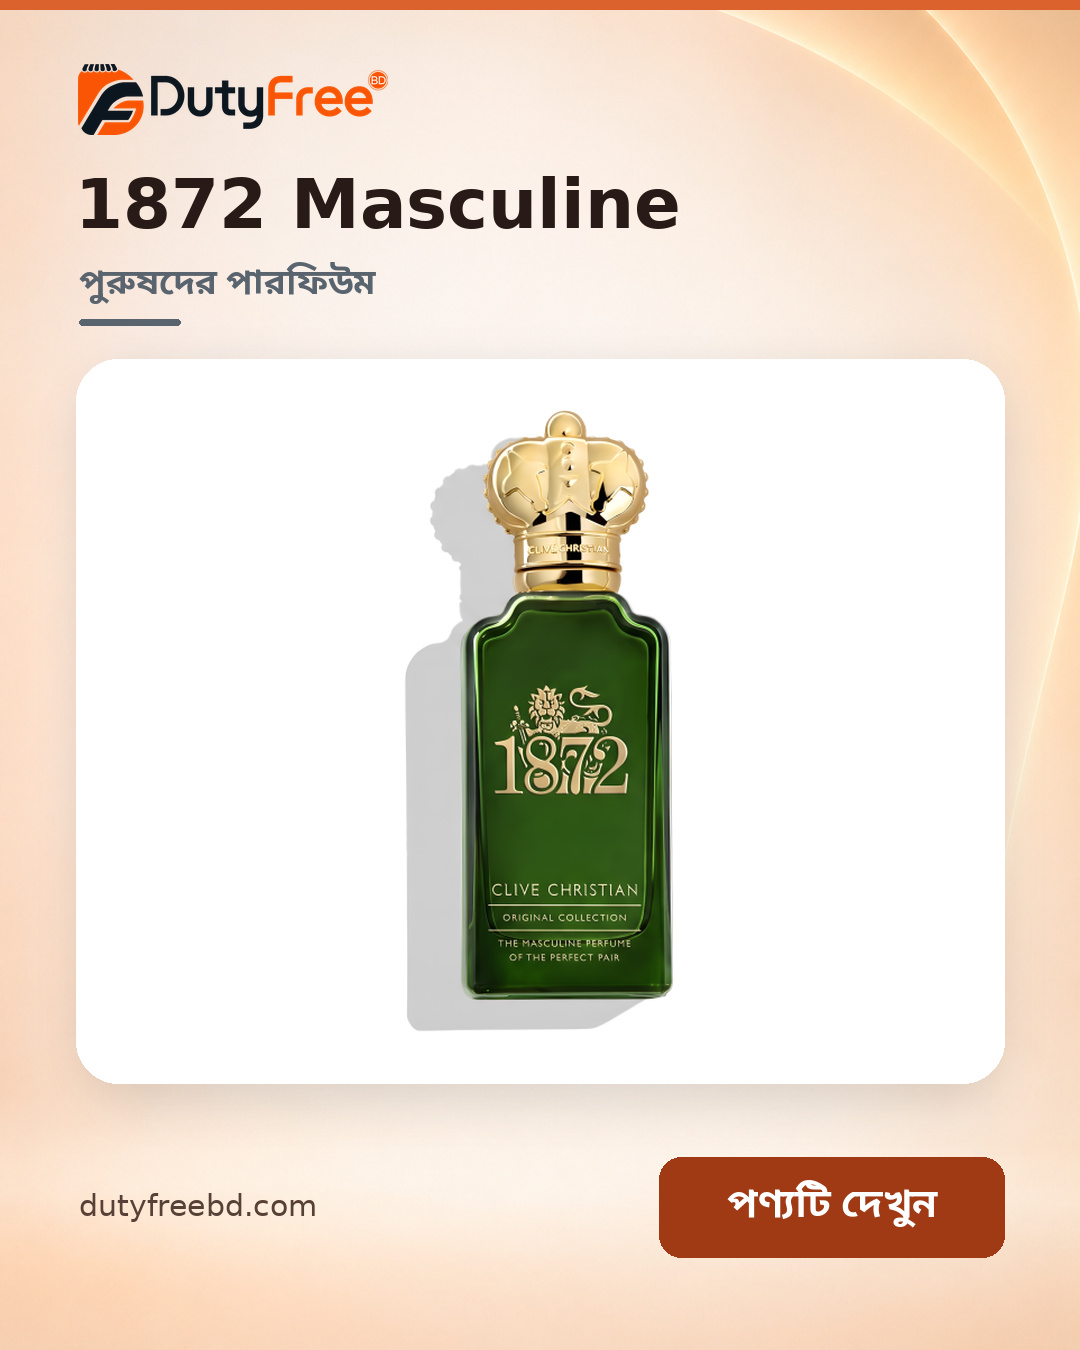 DutyFree BD
1872 Masculine
পুরুষদের পারফিউম
CLIVE CHRISTIAN
1872
CLIVE CHRISTIAN
ORIGINAL COLLECTION
THE MASCULINE PERFUME
OF THE PERFECT PAIR
dutyfreebd.com
পণ্যটি দেখুন